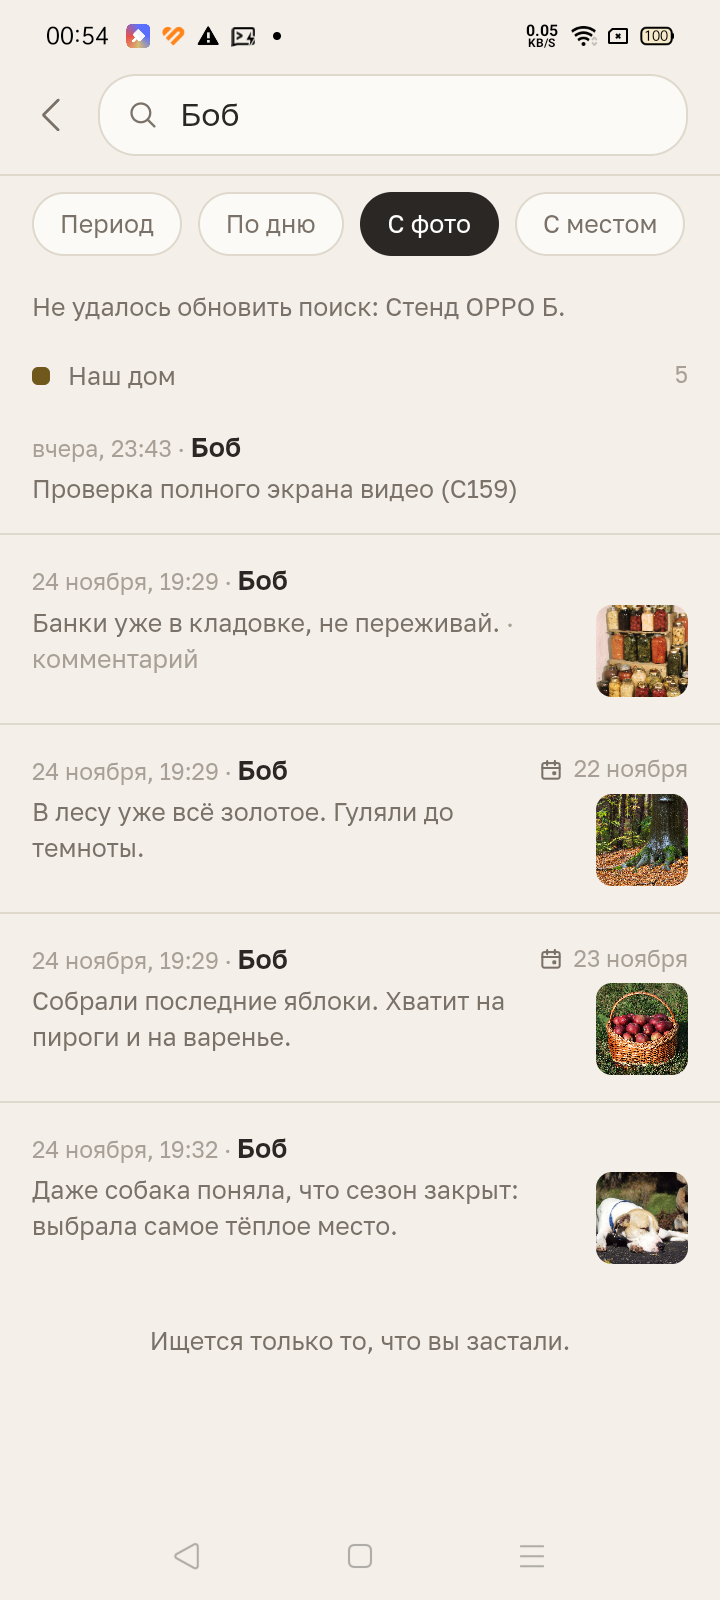 00:54
0.05
KB/S
100
Боб
Период
По дню
С фото
С местом
Не удалось обновить поиск: Стенд OPPO Б.
Наш дом
5
вчера, 23:43 · Боб
Проверка полного экрана видео (С159)
24 ноября, 19:29 · Боб
Банки уже в кладовке, не переживай. ·
комментарий
24 ноября, 19:29 · Боб
22 ноября
В лесу уже всё золотое. Гуляли до
темноты.
24 ноября, 19:29 · Боб
23 ноября
Собрали последние яблоки. Хватит на
пироги и на варенье.
24 ноября, 19:32 · Боб
Даже собака поняла, что сезон закрыт:
выбрала самое тёплое место.
Ищется только то, что вы застали.